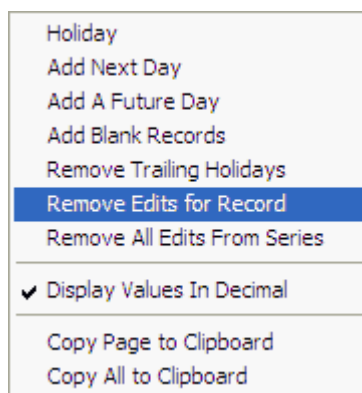 Holiday
Add Next Day
Add A Future Day
Add Blank Records
Remove Trailing Holidays
Remove Edits for Record
Remove All Edits From Series
Display Values In Decimal
Copy Page to Clipboard
Copy All to Clipboard